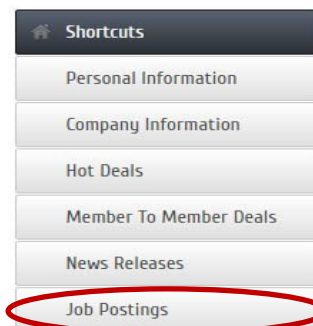 Shortcuts
Personal Information
Company Information
Hot Deals
Member To Member Deals
News Releases
Job Postings